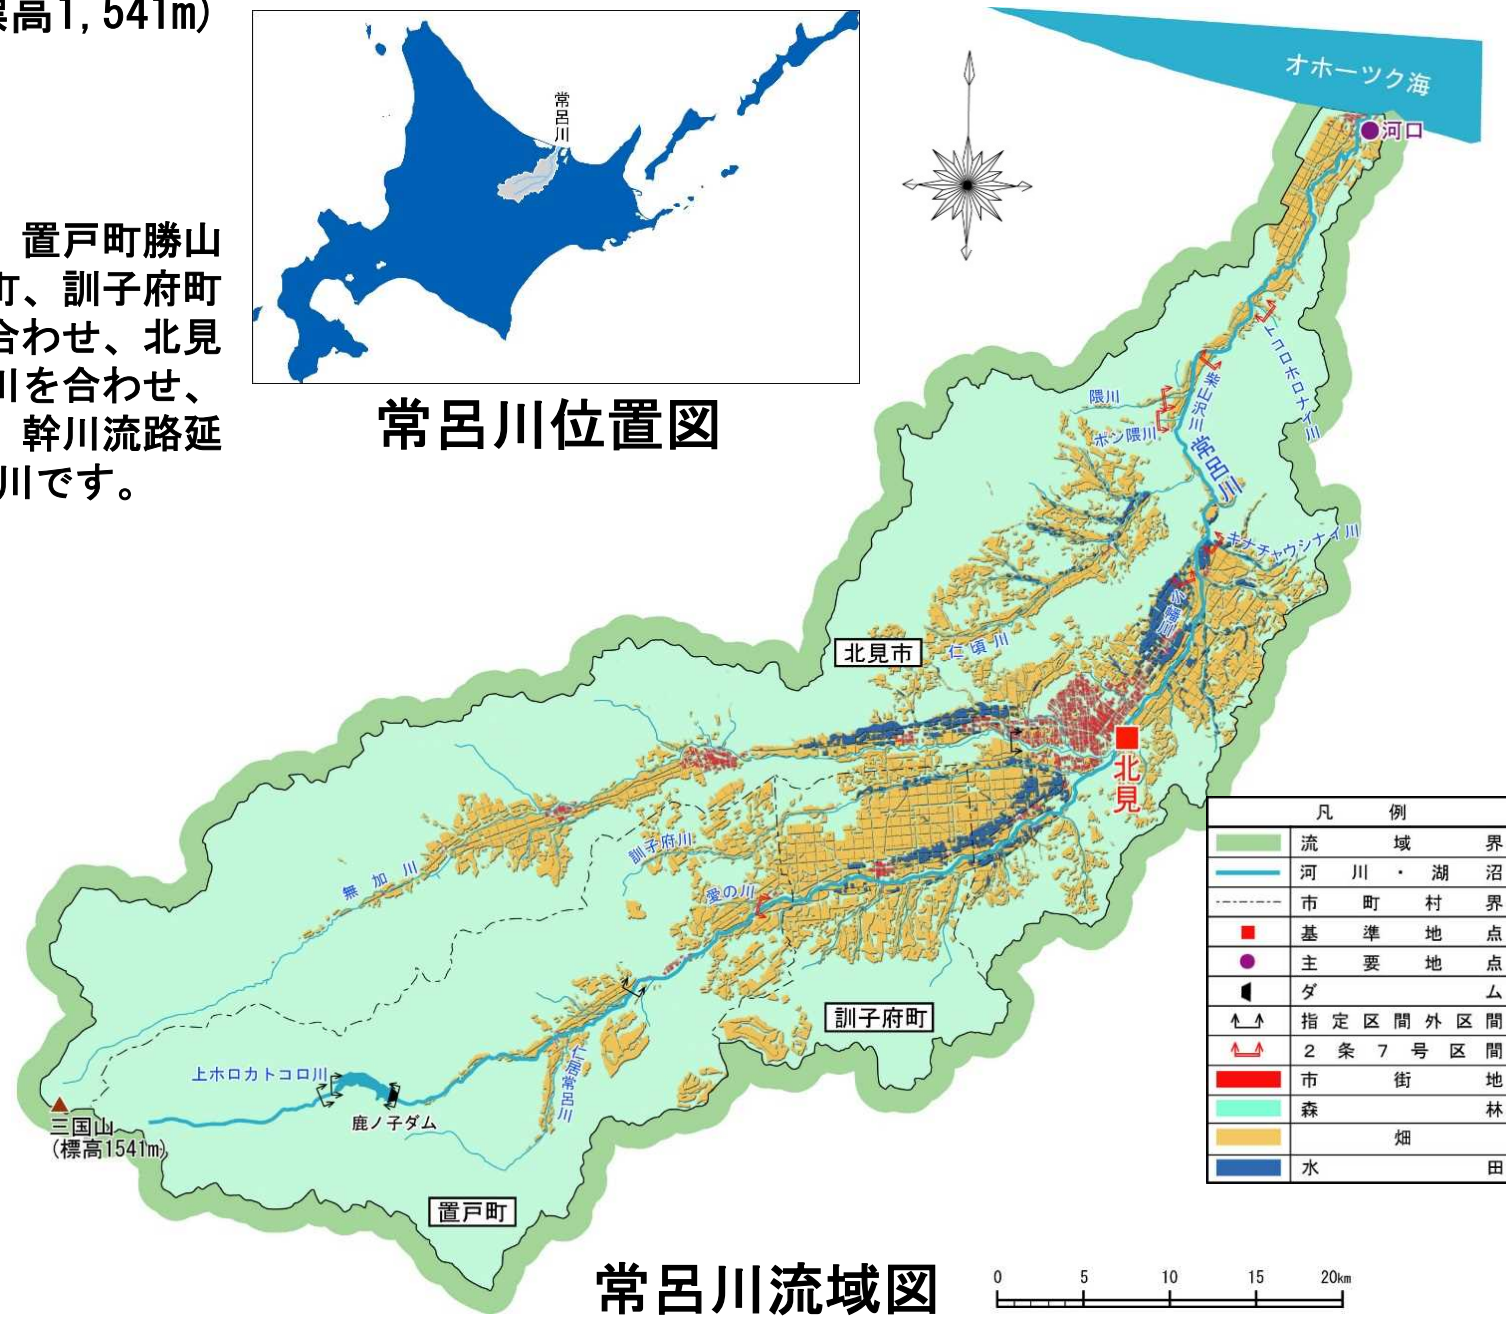 標高1,541m)
置戸町勝山
町、訓子府町
合わせ、北見
川を合わせ、
幹川流路延
川です。
常呂川
常呂川位置図
オホーツク海
河口
トコロホロナイ川
柴山沢川
隈川
ポン隈川
常呂川
キナチャウシナイ川
小幡川
仁頃川
北見市
北見
無加川
訓子府川
愛の川
訓子府町
仁居常呂川
上ホロカトコロ川
鹿ノ子ダム
三国山
(標高1541m)
置戸町
凡例
流域界
河川・湖沼
市町村界
基準地点
主要地点
ダム
指定区間外区間
2条7号区間
市街地
森林
畑
水田
常呂川流域図
0 5 10 15 20km